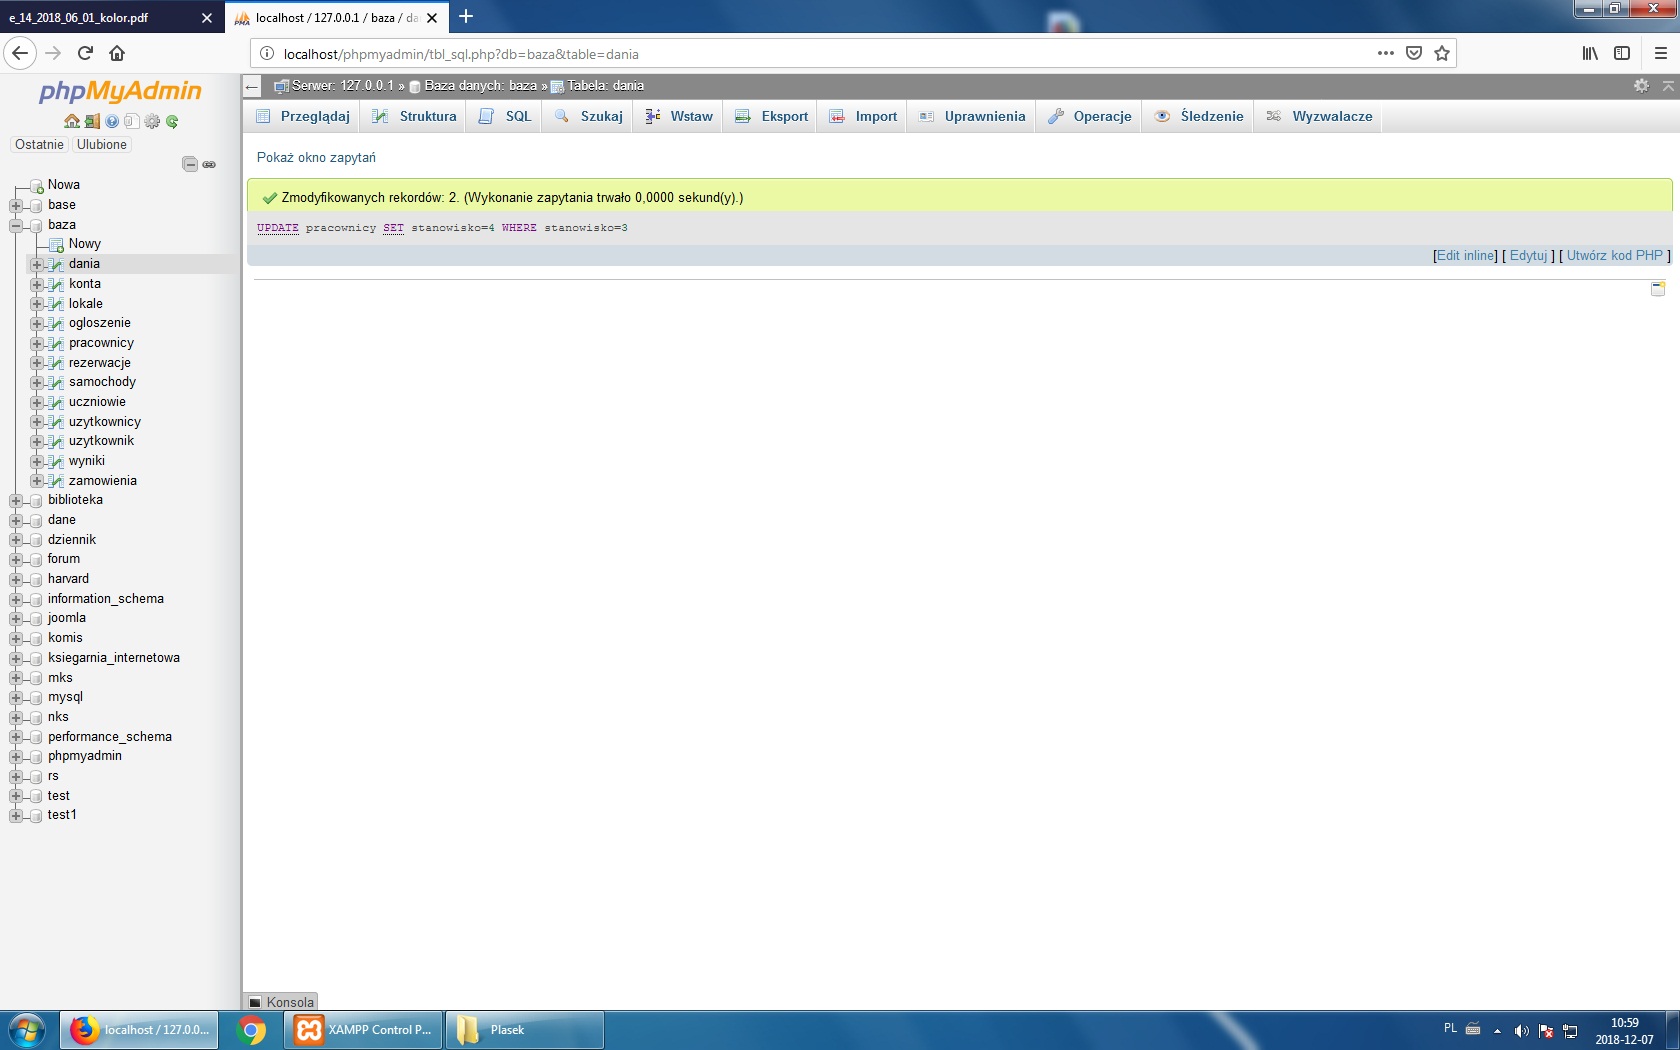 e_14_2018_06_01_kolor.pdf
localhost / 127.0.0.1 / baza / da
localhost/phpmyadmin/tbl_sql.php?db=baza&table=dania
phpMyAdmin
Ostatnie Ulubione
Nowa
base
baza
Nowy
dania
konta
lokale
ogloszenie
pracownicy
rezerwacje
samochody
uczniowie
uzytkownicy
uzytkownik
wyniki
zamowienia
biblioteka
dane
dziennik
forum
harvard
information_schema
joomla
komis
ksiegarnia_internetowa
mks
mysql
nks
performance_schema
phpmyadmin
rs
test
test1
Serwer: 127.0.0.1 » Baza danych: baza » Tabela: dania
Przeglądaj Struktura SQL Szukaj Wstaw Eksport Import Uprawnienia Operacje Śledzenie Wyzwalacze
Pokaż okno zapytań
Zmodyfikowanych rekordów: 2. (Wykonanie zapytania trwało 0,0000 sekund(y).)
UPDATE pracownicy SET stanowisko=4 WHERE stanowisko=3
[Edit inline] [ Edytuj ] [ Utwórz kod PHP ]
Konsola
localhost / 127.0.0... XAMPP Control P... Plasek
PL
10:59
2018-12-07